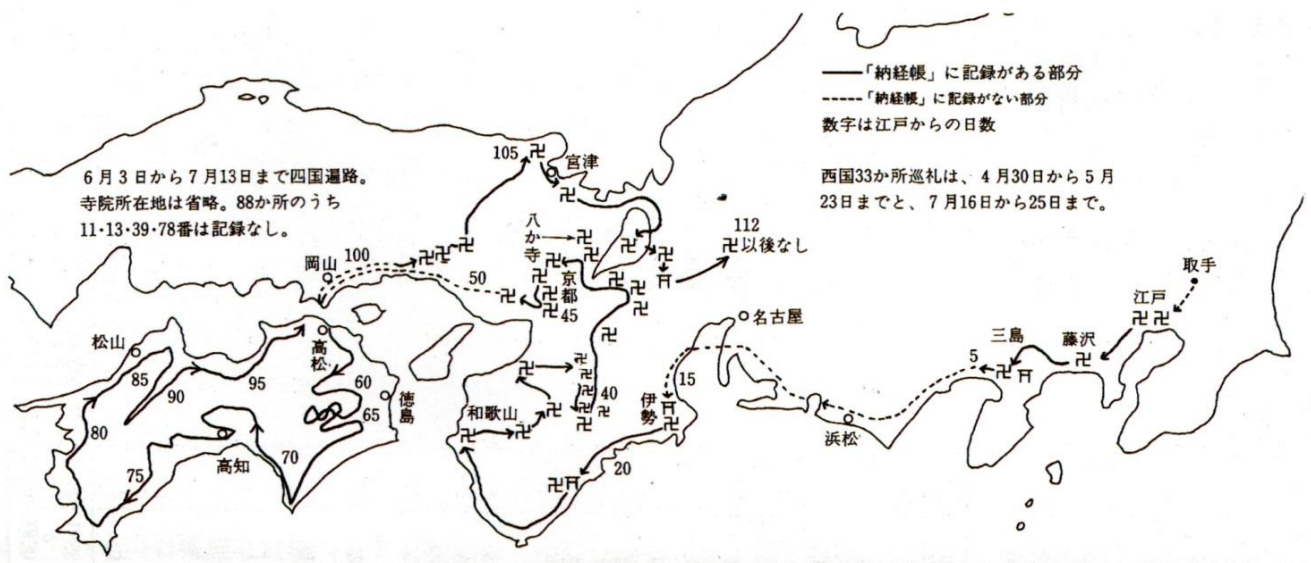 「納経帳」に記録がある部分
「納経帳」に記録がない部分
数字は江戸からの日数
6月3日から7月13日まで四国遍路。
寺院所在地は省略。88か所のうち
11・13・39・78番は記録なし。
西国33か所巡礼は、4月30日から5月
23日までと、7月16日から25日まで。
105
宮津
八か寺
卍
112
卍以後なし
取手
江戸
卍卍
藤沢
卍
三島
卍
5
浜松
名古屋
15
伊勢
20
卍
40
和歌山
卍
京都
45
50
100
岡山
高松
徳島
60
65
70
高知
75
80
松山
85
90
95